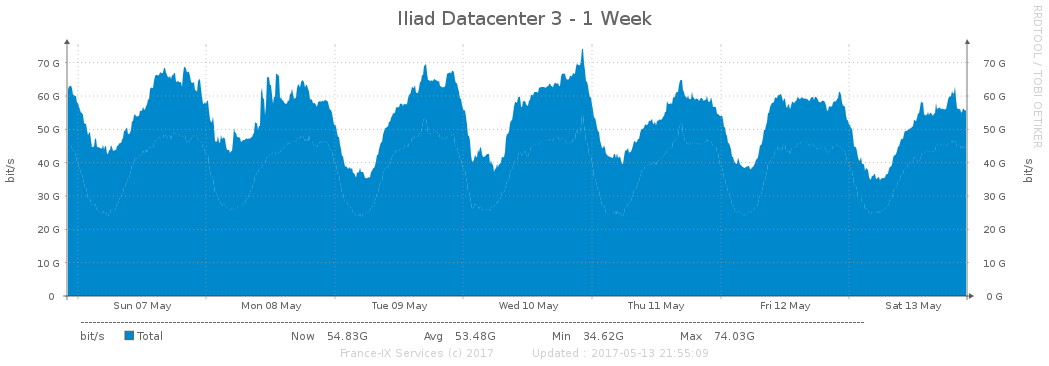 Iliad Datacenter 3 - 1 Week
RRDTOOL / TOBI OETIKER
70 G 70 G
60 G 60 G
50 G 50 G
40 G 40 G
30 G 30 G
20 G 20 G
10 G 10 G
0 0 G
bit/s bit/s
Sun 07 May Mon 08 May Tue 09 May Wed 10 May Thu 11 May Fri 12 May Sat 13 May
bit/s Total Now 54.83G Avg 53.48G Min 34.62G Max 74.03G
France-IX Services (c) 2017 Updated : 2017-05-13 21:55:09